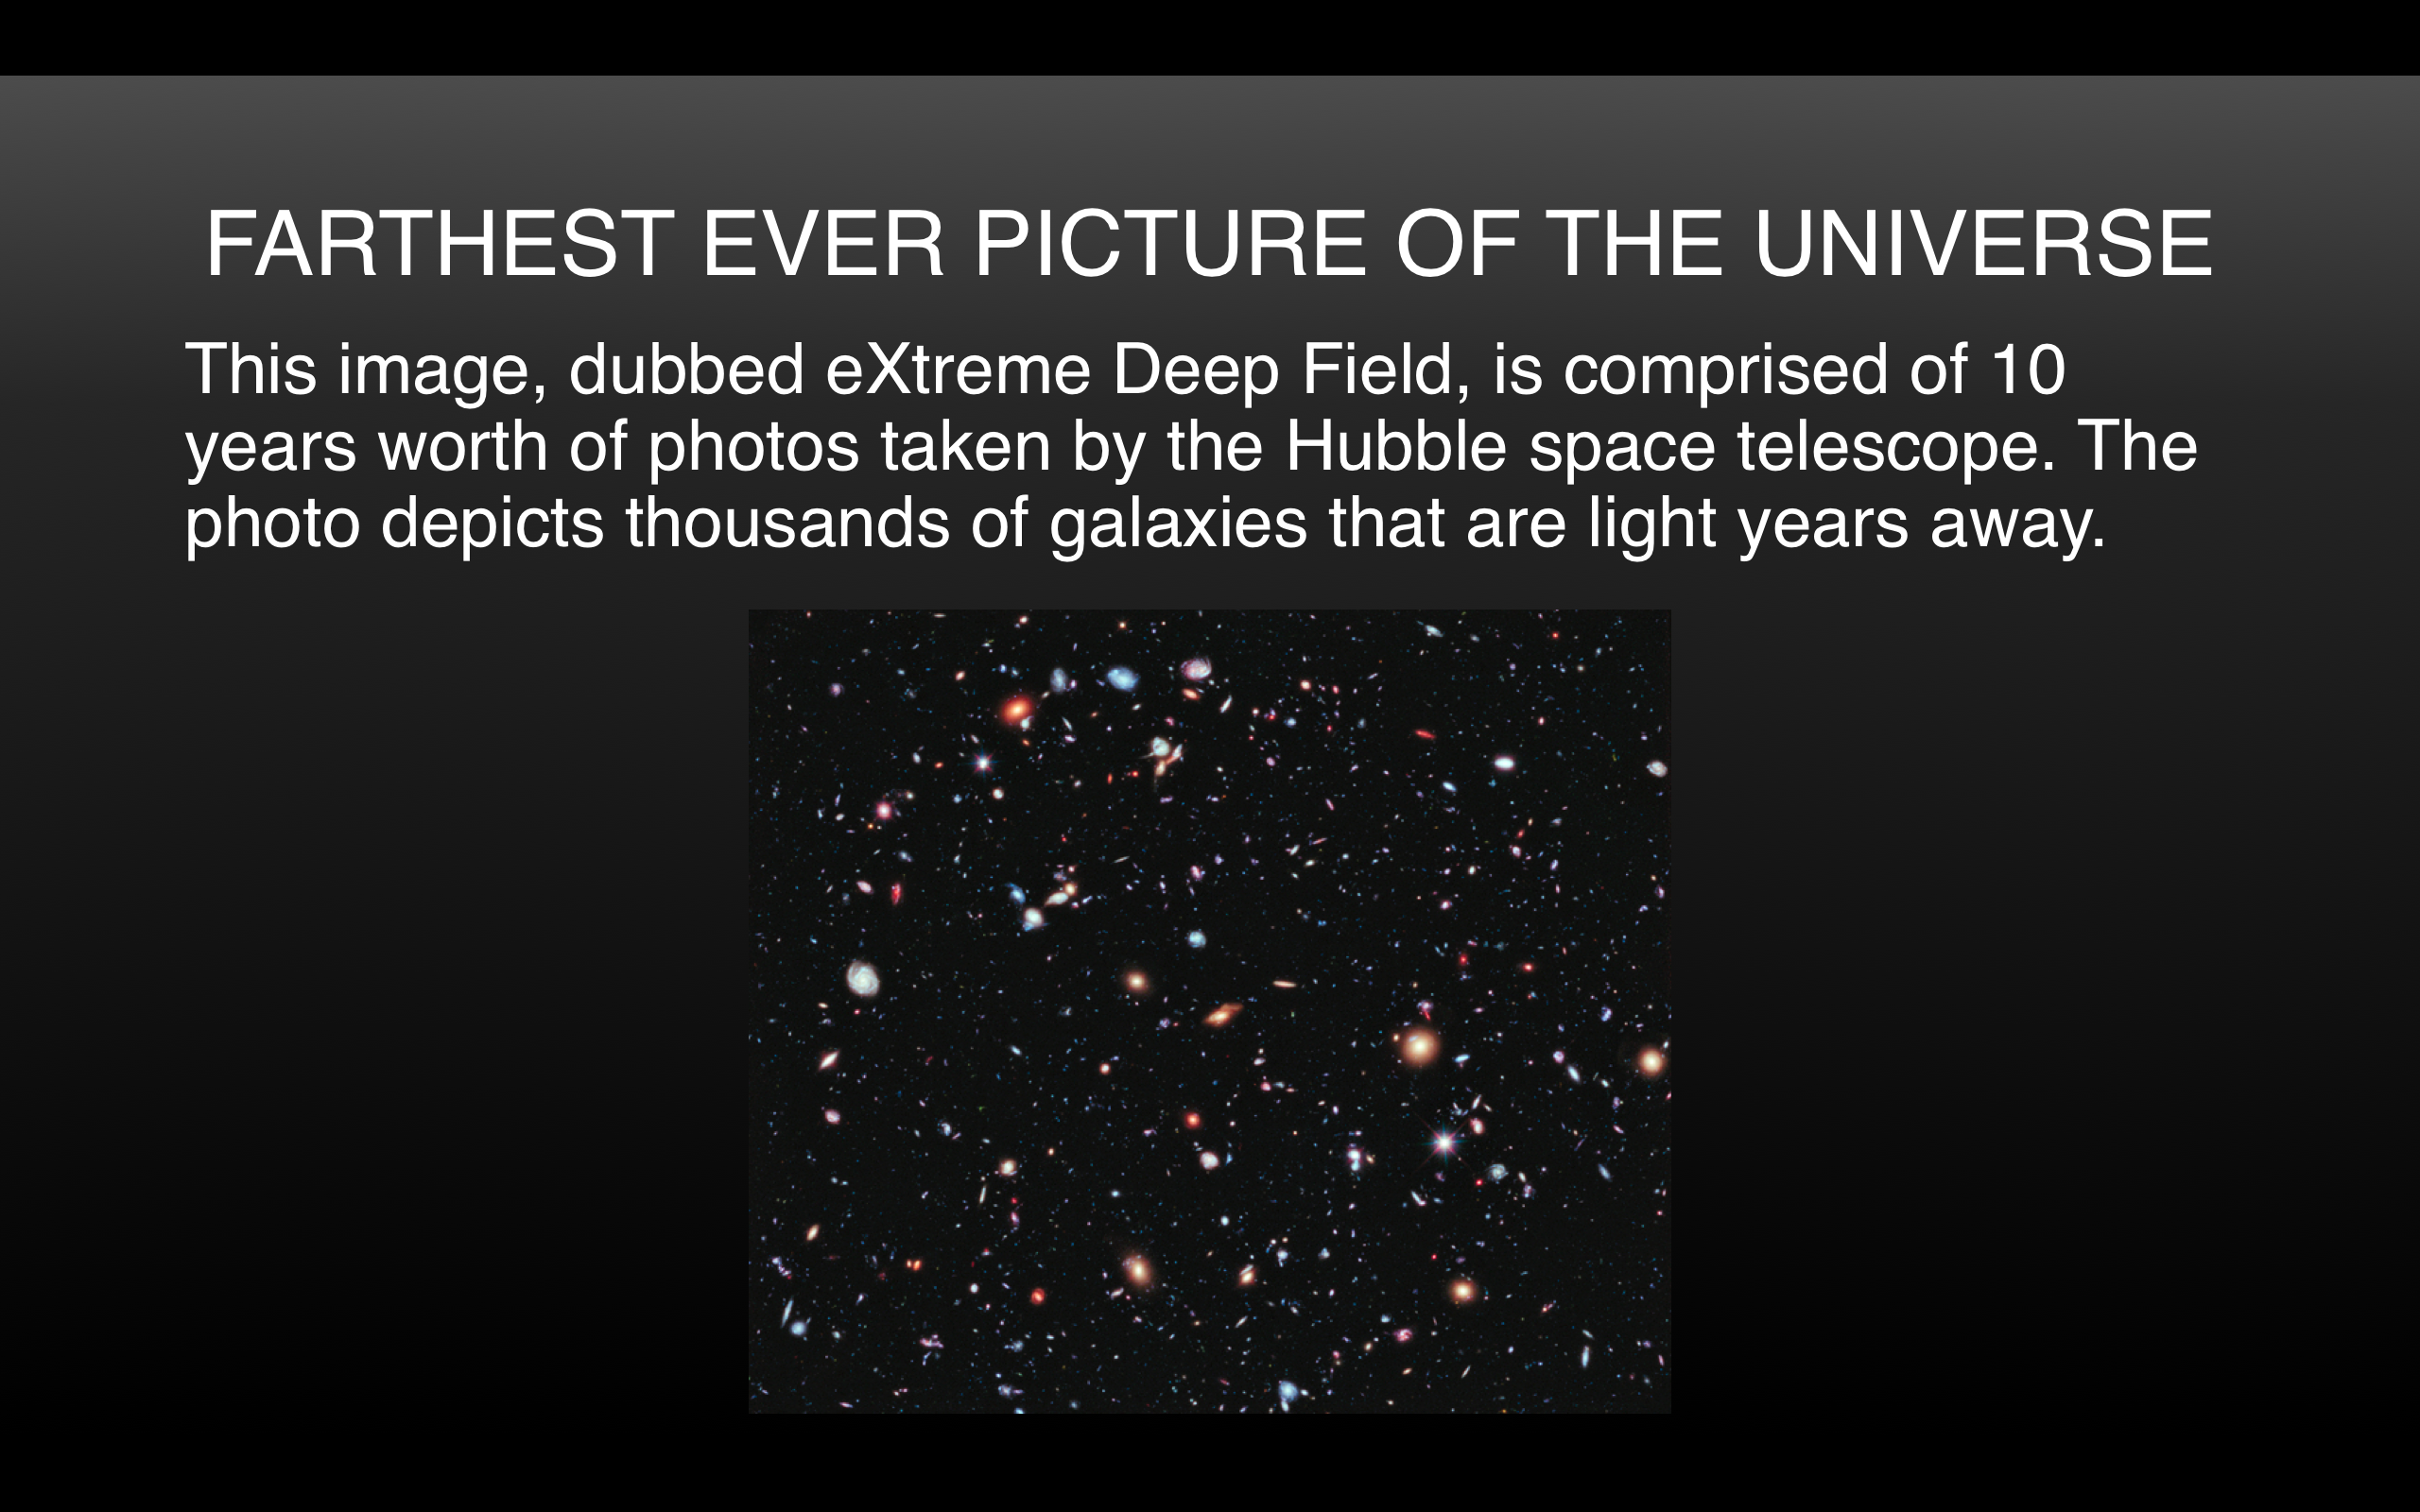 FARTHEST EVER PICTURE OF THE UNIVERSE
This image, dubbed eXtreme Deep Field, is comprised of 10
years worth of photos taken by the Hubble space telescope. The
photo depicts thousands of galaxies that are light years away.